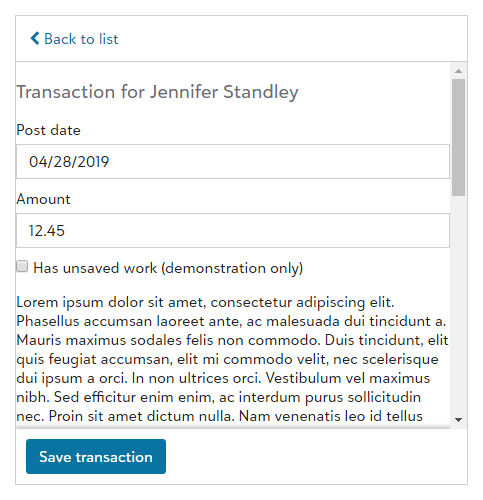 Back to list
Transaction for Jennifer Standley
Post date
04/28/2019
Amount
12.45
Has unsaved work (demonstration only)
Lorem ipsum dolor sit amet, consectetur adipiscing elit.
Phasellus accumsan laoreet ante, ac malesuada dui tincidunt a.
Mauris maximus sodales felis non commodo. Duis tincidunt, elit
quis feugiat accumsan, elit mi commodo velit, nec scelerisque
dui ipsum a orci. In non ultrices orci. Vestibulum vel maximus
nibh. Sed efficitur enim enim, ac interdum purus sollicitudin
nec. Proin sit amet dictum nulla. Nam venenatis leo id tellus
Save transaction